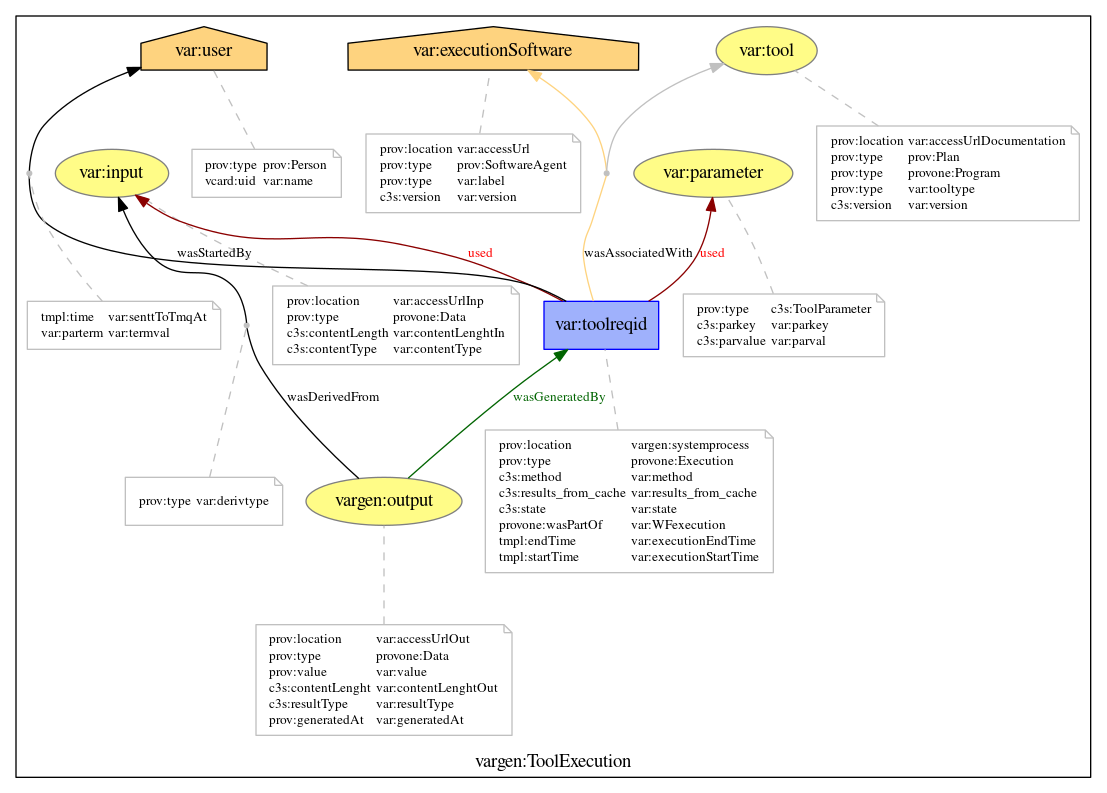 var:user
var:executionSoftware
var:tool
prov:type prov:Person
vcard:uid var:name
prov:location var:accessUrl
prov:type prov:SoftwareAgent
prov:type var:label
c3s:version var:version
prov:location var:accessUrlDocumentation
prov:type prov:Plan
prov:type provone:Program
prov:type var:tooltype
c3s:version var:version
var:input
var:parameter
wasStartedBy
used
wasAssociatedWith
used
tmpl:time var:senttToTmqAt
var:parterm var:termval
prov:location var:accessUrlInp
prov:type provone:Data
c3s:contentLength var:contentLenghtIn
c3s:contentType var:contentType
var:toolreqid
prov:type c3s:ToolParameter
c3s:parkey var:parkey
c3s:parvalue var:parval
wasDerivedFrom
wasGeneratedBy
prov:location vargen:systemprocess
prov:type provone:Execution
c3s:method var:method
c3s:results_from_cache var:results_from_cache
c3s:state var:state
provone:wasPartOf var:WFexecution
tmpl:endTime var:executionEndTime
tmpl:startTime var:executionStartTime
prov:type var:derivtype
vargen:output
prov:location var:accessUrlOut
prov:type provone:Data
prov:value var:value
c3s:contentLenght var:contentLenghtOut
c3s:resultType var:resultType
prov:generatedAt var:generatedAt
vargen:ToolExecution